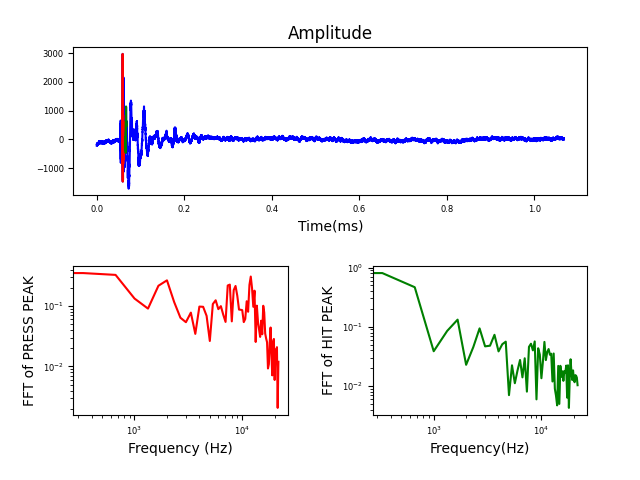 Amplitude
3000
2000
1000
0
−1000
0.0 0.2 0.4 0.6 0.8 1.0
Time(ms)
FFT of PRESS PEAK
10⁻¹
10⁻²
10³ 10⁴
Frequency (Hz)
FFT of HIT PEAK
10⁰
10⁻¹
10⁻²
10³ 10⁴
Frequency(Hz)